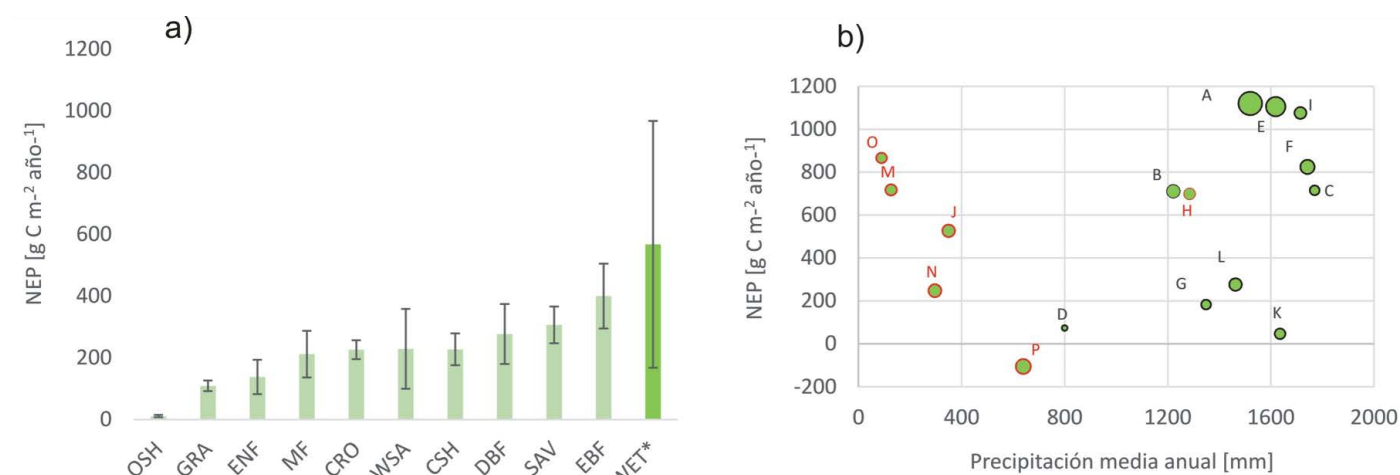 a)
NEP [g C m-² año-¹]
1200
1000
800
600
400
200
0
OSH
GRA
ENF
MF
CRO
WSA
CSH
DBF
SAV
EBF
WET*
b)
NEP [g C m-² año-¹]
1200
1000
800
600
400
200
0
-200
A
E
I
F
C
O
M
B
H
J
N
L
G
K
D
P
0
400
800
1200
1600
2000
Precipitación media anual [mm]